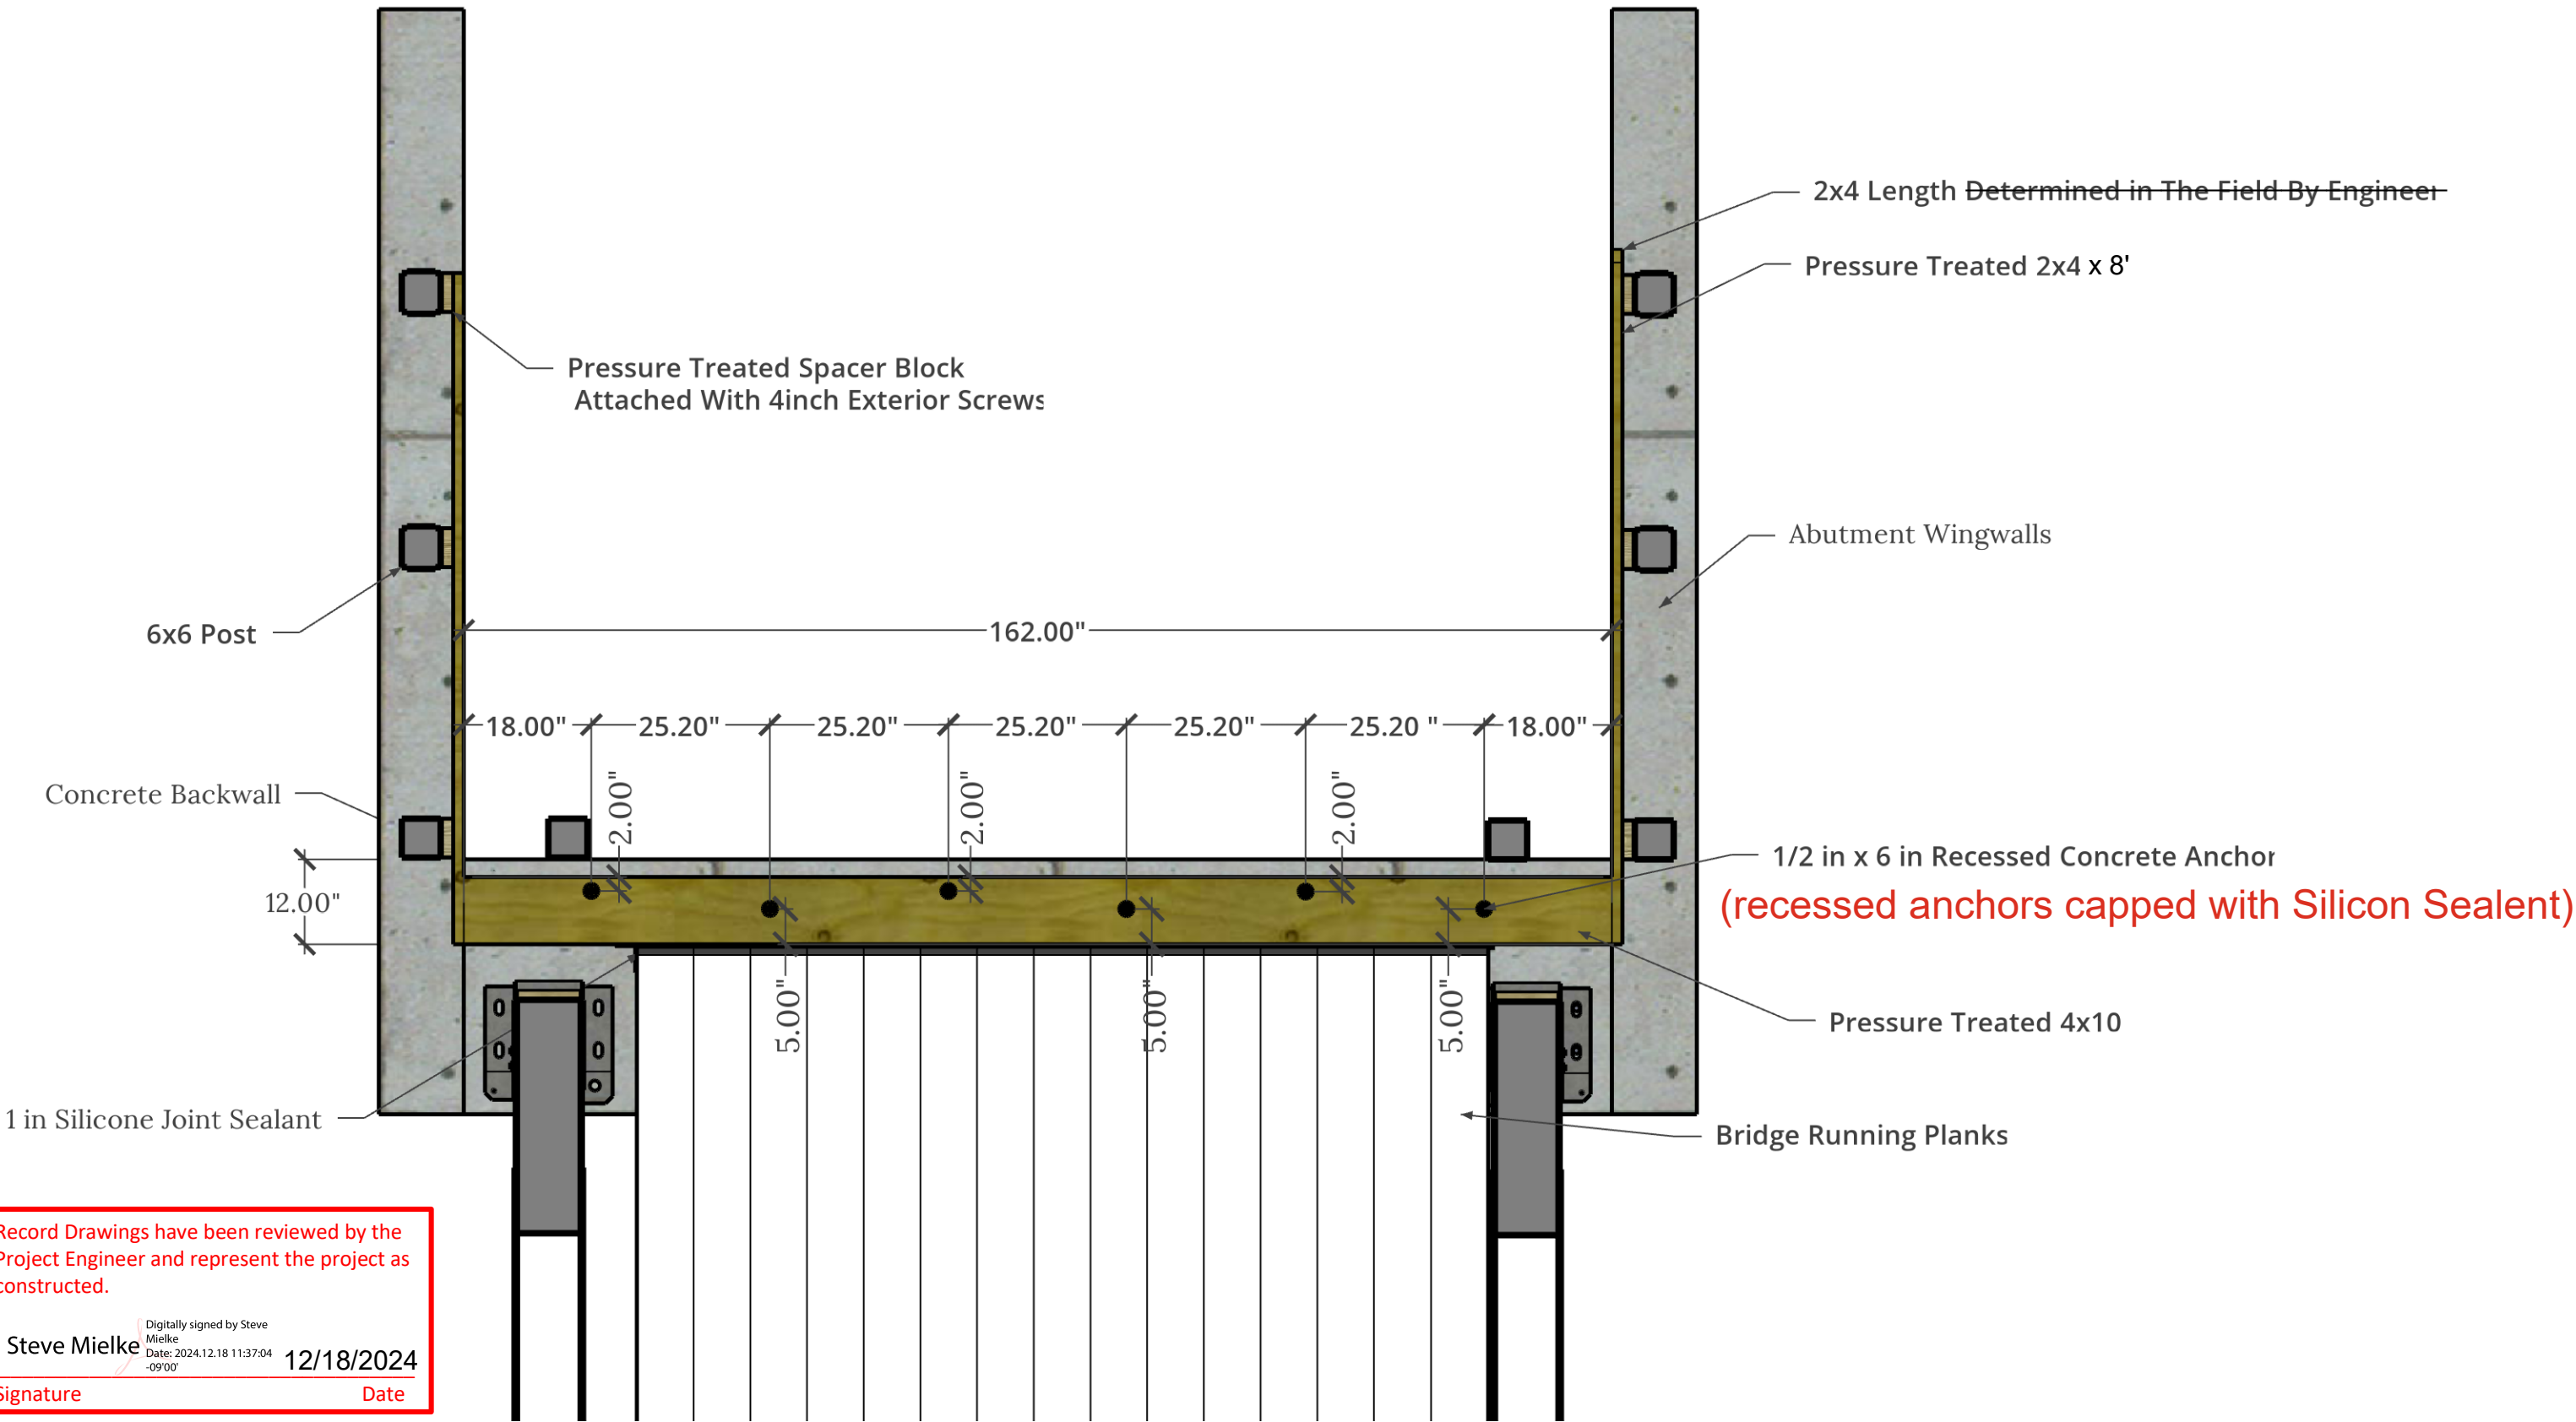 2x4 Length Determined in The Field By Engineer
Pressure Treated 2x4 x 8'
Pressure Treated Spacer Block
Attached With 4inch Exterior Screws
Abutment Wingwalls
6x6 Post
162.00"
18.00" 25.20" 25.20" 25.20" 25.20" 25.20 " 18.00"
Concrete Backwall
2.00" 2.00" 2.00"
1/2 in x 6 in Recessed Concrete Anchor
12.00"
(recessed anchors capped with Silicon Sealent)
5.00" 5.00" 5.00"
Pressure Treated 4x10
1 in Silicone Joint Sealant
Bridge Running Planks
Record Drawings have been reviewed by the
Project Engineer and represent the project as
constructed.
Steve Mielke
Digitally signed by Steve
Mielke
Date: 2024.12.18 11:37:04
-09'00'
12/18/2024
Signature Date